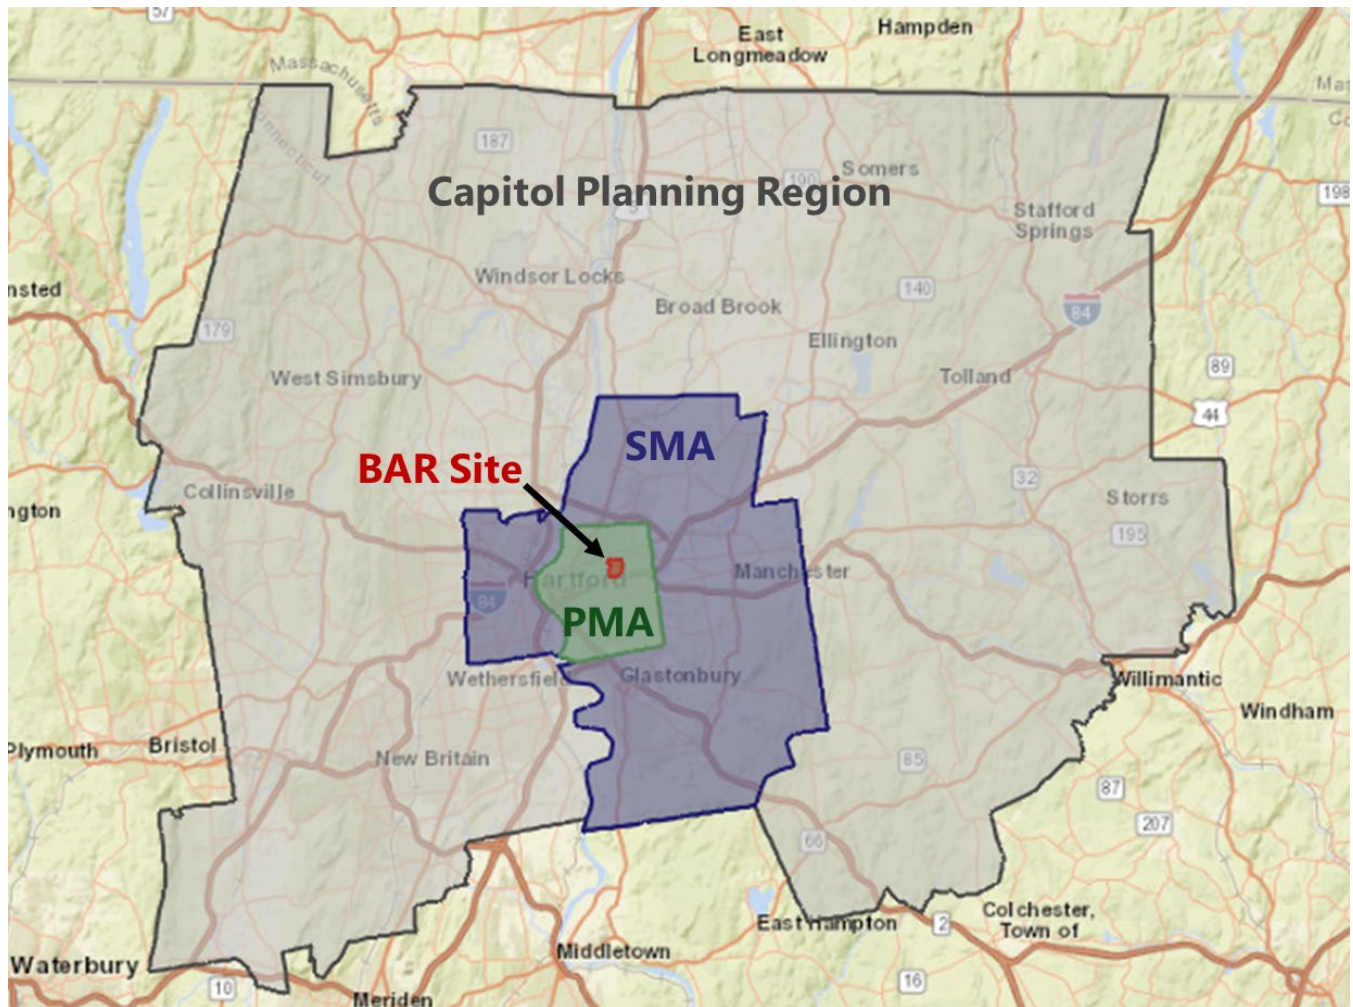 57
Hampden
East
Longmeadow
Massachusetts
Connecticut
187
190
Somers
198
Capitol Planning Region
5
Stafford
Springs
Windsor Locks
nsted
140
Broad Brook
84
179
Ellington
89
West Simsbury
Tolland
44
SMA
BAR Site
32
Collinsville
Storrs
ngton
195
Hartford
Manchester
84
PMA
Wethersfield
Glastonbury
Willimantic
Windham
Plymouth
Bristol
New Britain
85
87
207
66
East Hampton
2
Colchester,
Town of
Middletown
Waterbury
10
16
Meriden